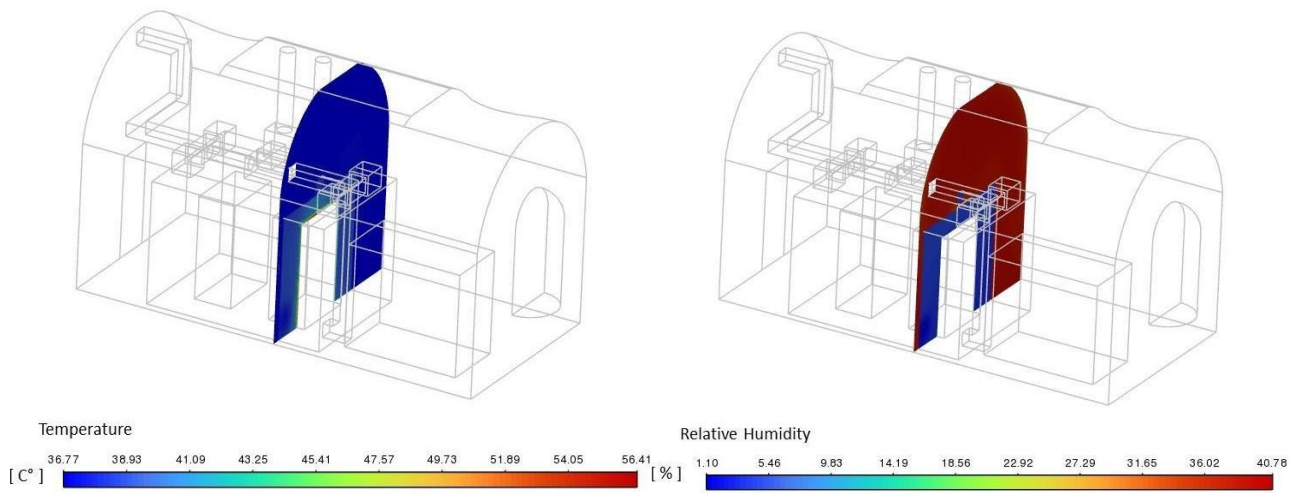 Temperature
36.77 38.93 41.09 43.25 45.41 47.57 49.73 51.89 54.05 56.41
[ C° ]
Relative Humidity
1.10 5.46 9.83 14.19 18.56 22.92 27.29 31.65 36.02 40.78
[ % ]